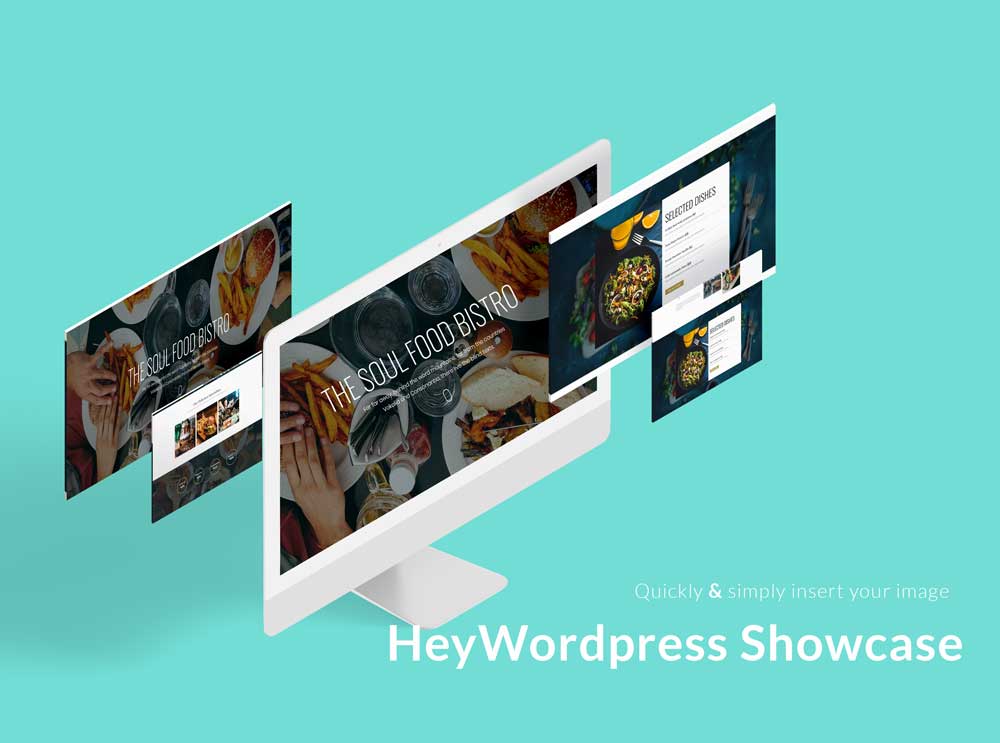 THE SOUL FOOD BISTRO
THE SOUL FOOD BISTRO
Far far away, behind the word mountains, far from the countries
Vokalia and Consonantia, there live the blind texts.
SELECTED DISHES
SELECTED DISHES
Quickly & simply insert your image
HeyWordpress Showcase